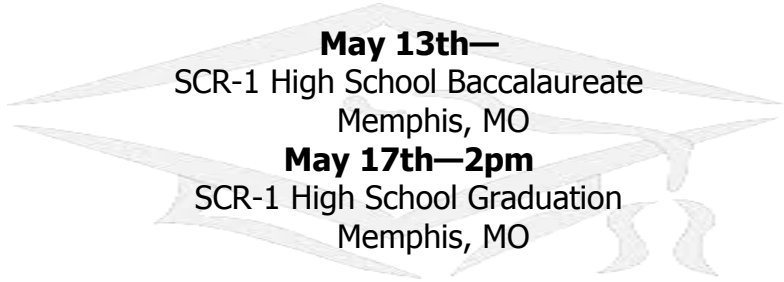 May 13th—
SCR-1 High School Baccalaureate
Memphis, MO
May 17th—2pm
SCR-1 High School Graduation
Memphis, MO